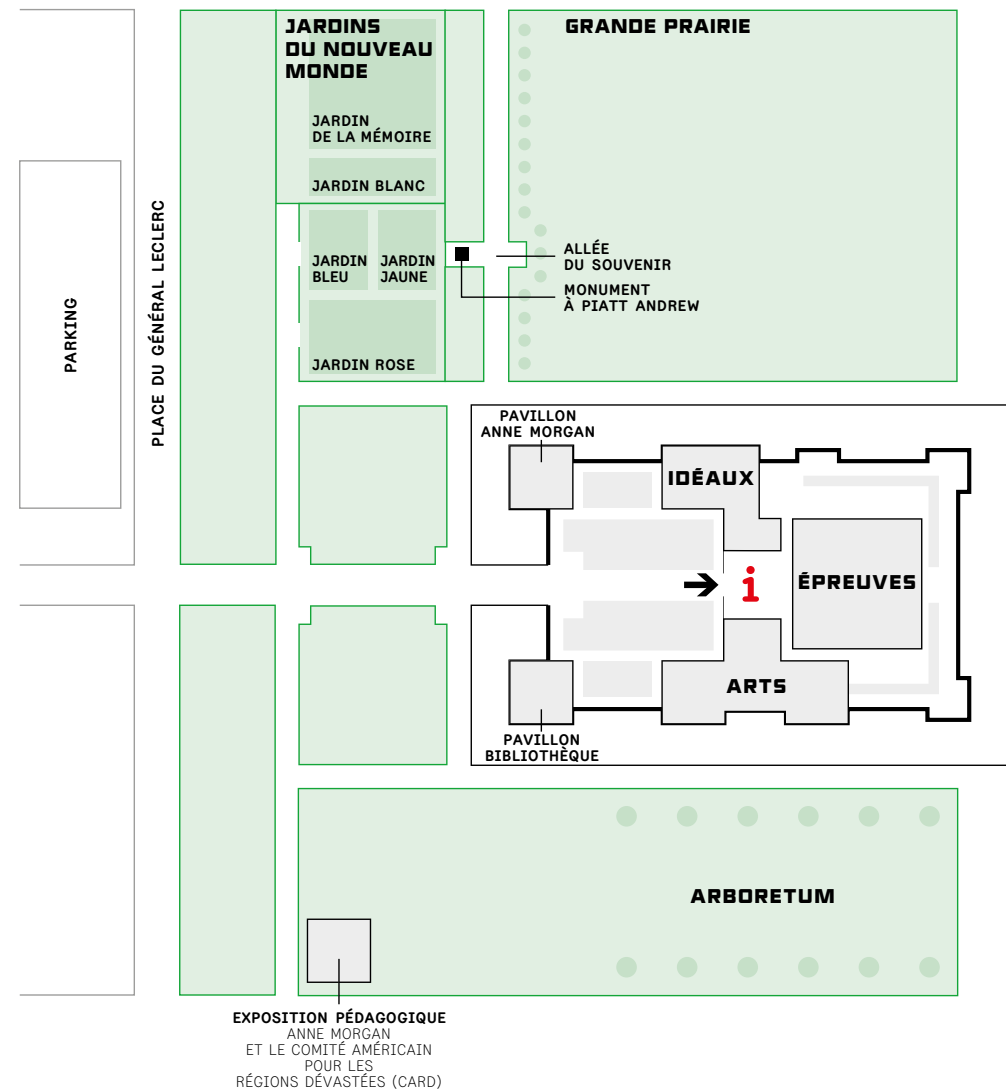 JARDINS
DU NOUVEAU
MONDE
GRANDE PRAIRIE
JARDIN
DE LA MÉMOIRE
JARDIN BLANC
JARDIN
BLEU
JARDIN
JAUNE
ALLÉE
DU SOUVENIR
MONUMENT
À PIATT ANDREW
JARDIN ROSE
PARKING
PLACE DU GÉNÉRAL LECLERC
PAVILLON
ANNE MORGAN
IDÉAUX
i
ÉPREUVES
ARTS
PAVILLON
BIBLIOTHÈQUE
ARBORETUM
EXPOSITION PÉDAGOGIQUE
ANNE MORGAN
ET LE COMITÉ AMÉRICAIN
POUR LES
RÉGIONS DÉVASTÉES (CARD)